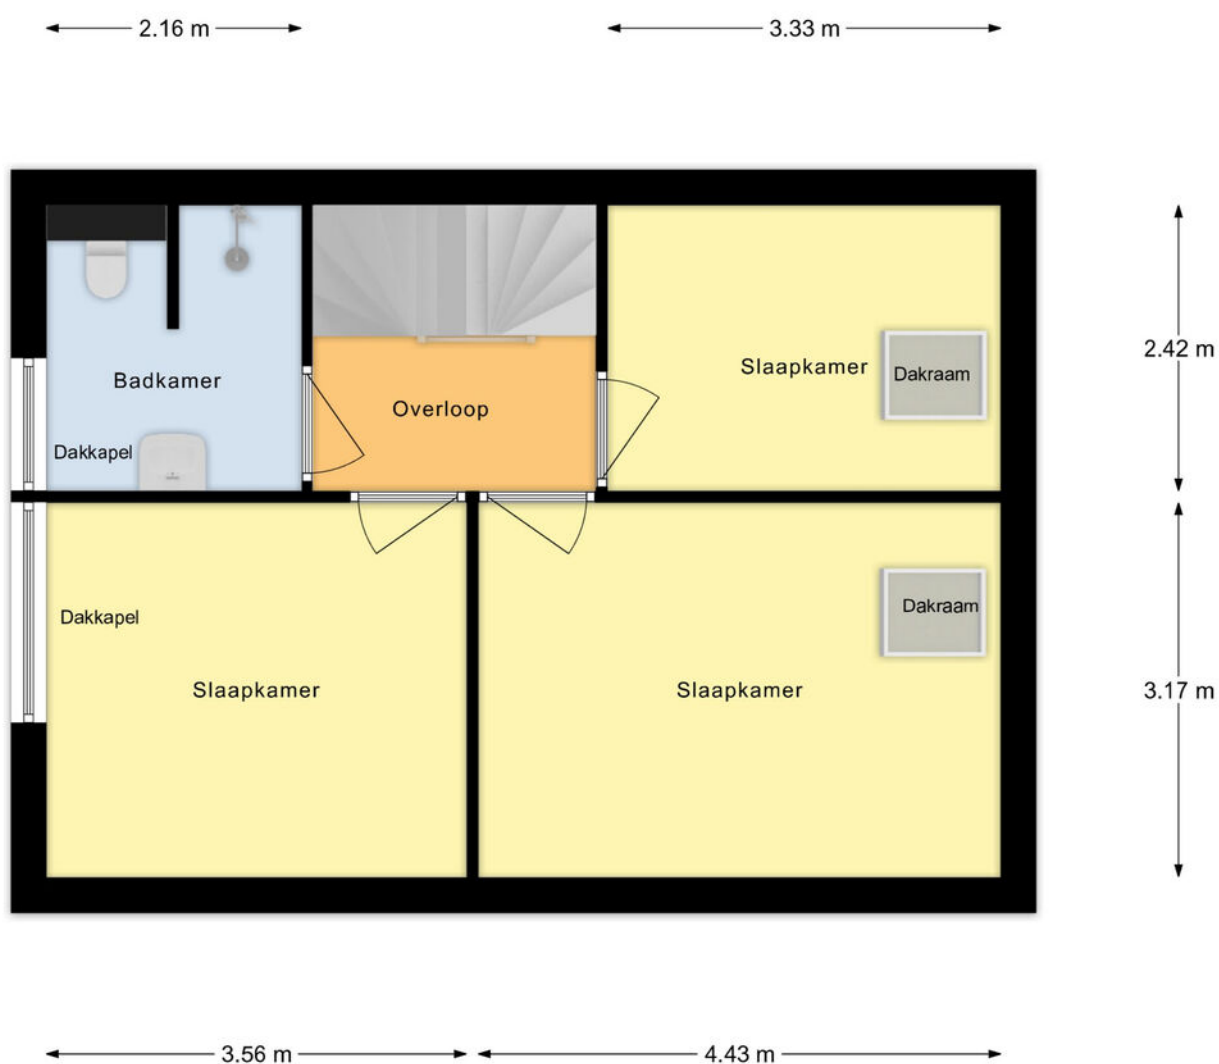 2.16 m
3.33 m
2.42 m
Slaapkamer
Dakraam
Badkamer
Overloop
Dakkapel
Dakraam
Dakkapel
Slaapkamer
Slaapkamer
3.17 m
3.56 m
4.43 m